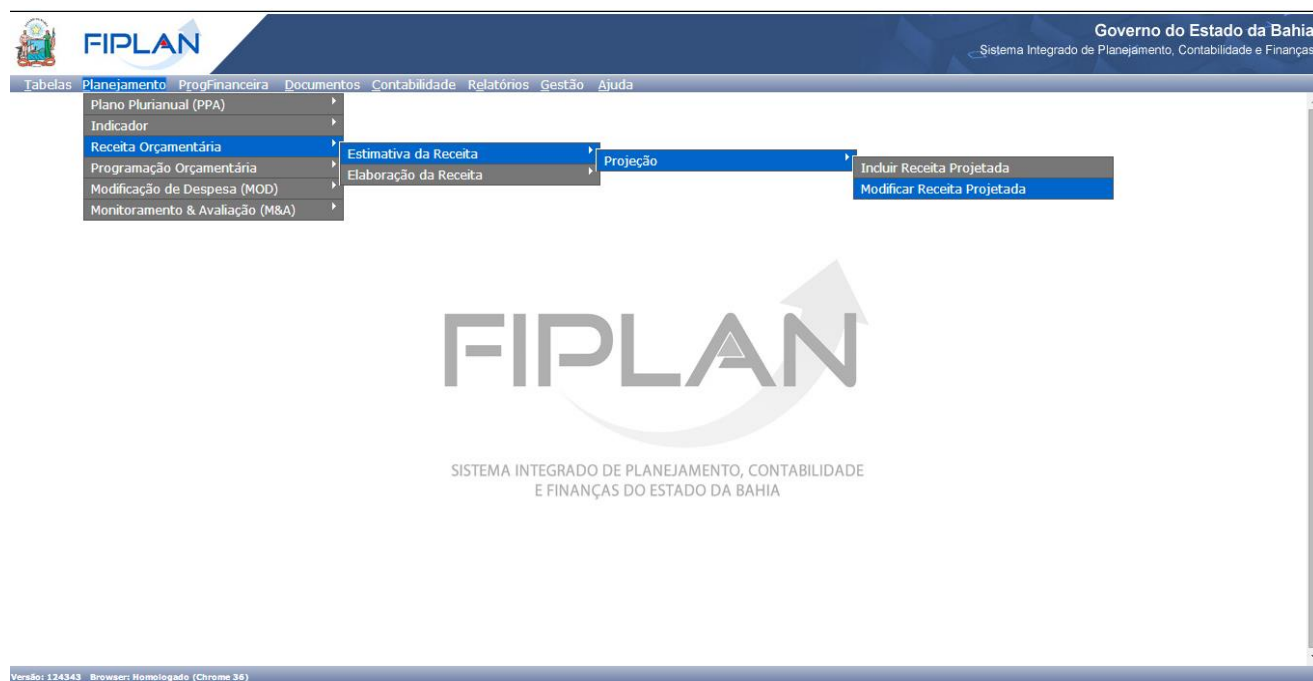 FIPLAN
Governo do Estado da Bahia
Sistema Integrado de Planejamento, Contabilidade e Finanças
Tabelas Planejamento ProgFinanceira Documentos Contabilidade Relatórios Gestão Ajuda
Plano Plurianual (PPA)
Indicador
Receita Orçamentária
Programação Orçamentária
Modificação de Despesa (MOD)
Monitoramento & Avaliação (M&A)
Estimativa da Receita
Elaboração da Receita
Projeção
Incluir Receita Projetada
Modificar Receita Projetada
FIPLAN
SISTEMA INTEGRADO DE PLANEJAMENTO, CONTABILIDADE
E FINANÇAS DO ESTADO DA BAHIA
Versão: 124343 Browser: Homologado (Chrome 36)